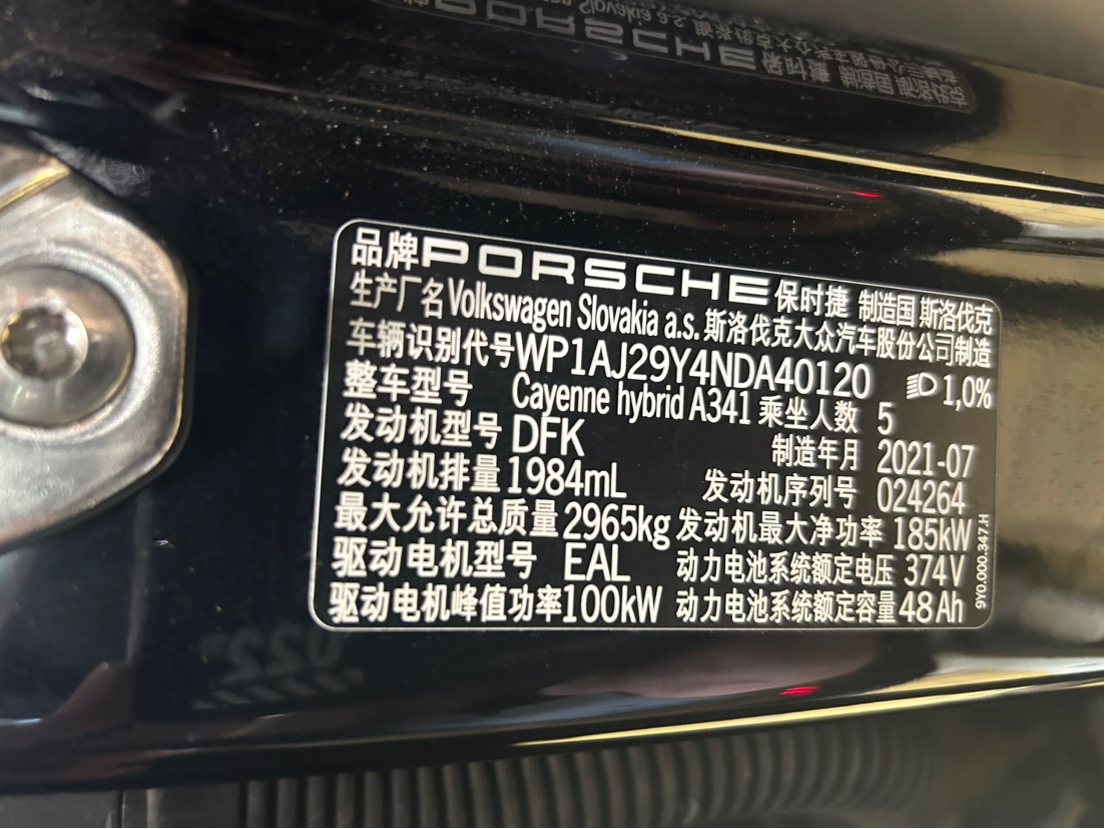 品牌 PORSCHE 保时捷 制造国 斯洛伐克
生产厂名 Volkswagen Slovakia a.s. 斯洛伐克大众汽车股份公司制造
车辆识别代号 WP1AJ29Y4NDA40120 1,0%
整车型号 Cayenne hybrid A341 乘坐人数 5
发动机型号 DFK 制造年月 2021-07
发动机排量 1984mL 发动机序列号 024264
最大允许总质量 2965kg 发动机最大净功率 185kW
驱动电机型号 EAL 动力电池系统额定电压 374V
驱动电机峰值功率 100kW 动力电池系统额定容量 48Ah
9Y0.000.347.H